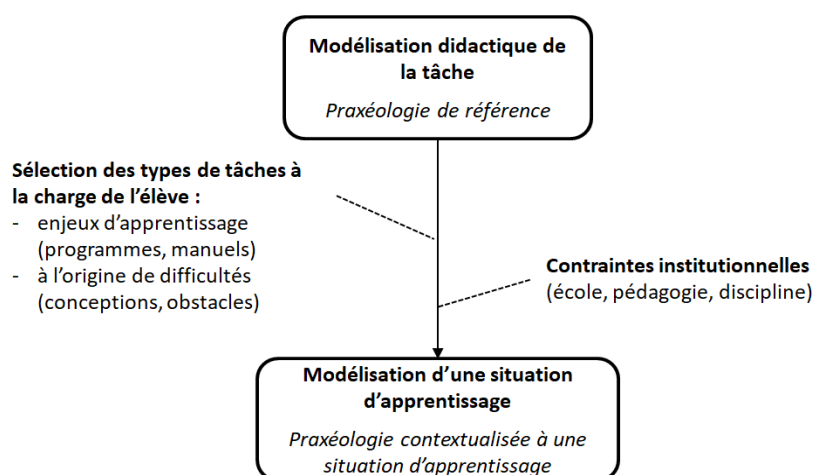 Modélisation didactique de
la tâche
Praxéologie de référence
Sélection des types de tâches à
la charge de l’élève :
- enjeux d’apprentissage
(programmes, manuels)
- à l’origine de difficultés
(conceptions, obstacles)
Contraintes institutionnelles
(école, pédagogie, discipline)
Modélisation d’une situation
d’apprentissage
Praxéologie contextualisée à une
situation d’apprentissage